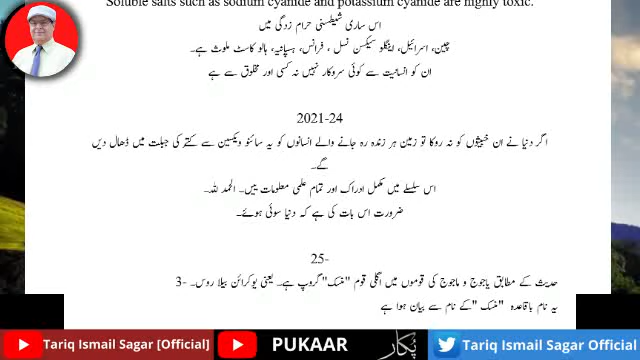 Soluble salts such as sodium cyanide and potassium cyanide are highly toxic.
اس ساری شیطسنی حرام زدگی میں
چین، اسرائیل، اینگلو سیکسن نسل ، فرانس، ہسپانیہ، ہالو کاسٹ ملوث ہے۔
ان کو انسانیت سے کوئی سروکار نہیں نہ کسی اور مخلوق سے ہے
2021-24
اگر دنیا نے ان خبیثوں کو نہ روکا تو زمین پر زندہ رہ جانے والے انسانوں کو یہ سائنو ویکسین سے کتے کی جبلت میں ڈھال دیں
گے۔
اس سلسلے میں مکمل ادراک اور تمام علمی معلومات ہیں۔ الحمد للہ۔
ضرورت اس بات کی ہے کہ دنیا سوئی ہوئے۔
25-
حدیث کے مطابق یاجوج و ماجوج کی قوموں میں اگلی قوم "منسک" گروپ ہے۔ یعنی یوکرائن بیلا روس۔ -3
یہ نام باقاعدہ "منسک" کے نام سے بیان ہوا ہے
Tariq Ismail Sagar [Official]
PUKAAR
پکار
Tariq Ismail Sagar Official